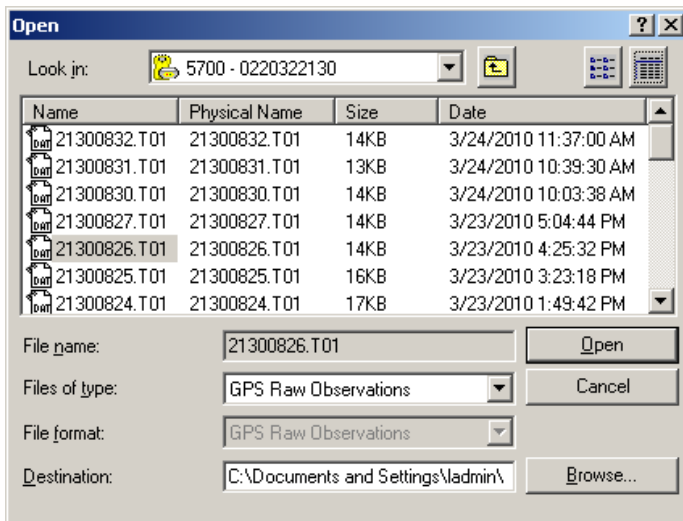 Open
Look in: 5700 - 0220322130
Name Physical Name Size Date
21300832.T01 21300832.T01 14KB 3/24/2010 11:37:00 AM
21300831.T01 21300831.T01 13KB 3/24/2010 10:39:30 AM
21300830.T01 21300830.T01 14KB 3/24/2010 10:03:38 AM
21300827.T01 21300827.T01 14KB 3/23/2010 5:04:44 PM
21300826.T01 21300826.T01 14KB 3/23/2010 4:25:32 PM
21300825.T01 21300825.T01 16KB 3/23/2010 3:23:18 PM
21300824.T01 21300824.T01 17KB 3/23/2010 1:49:42 PM
File name: 21300826.T01 Open
Files of type: GPS Raw Observations Cancel
File format: GPS Raw Observations
Destination: C:\Documents and Settings\ladmin\ Browse...